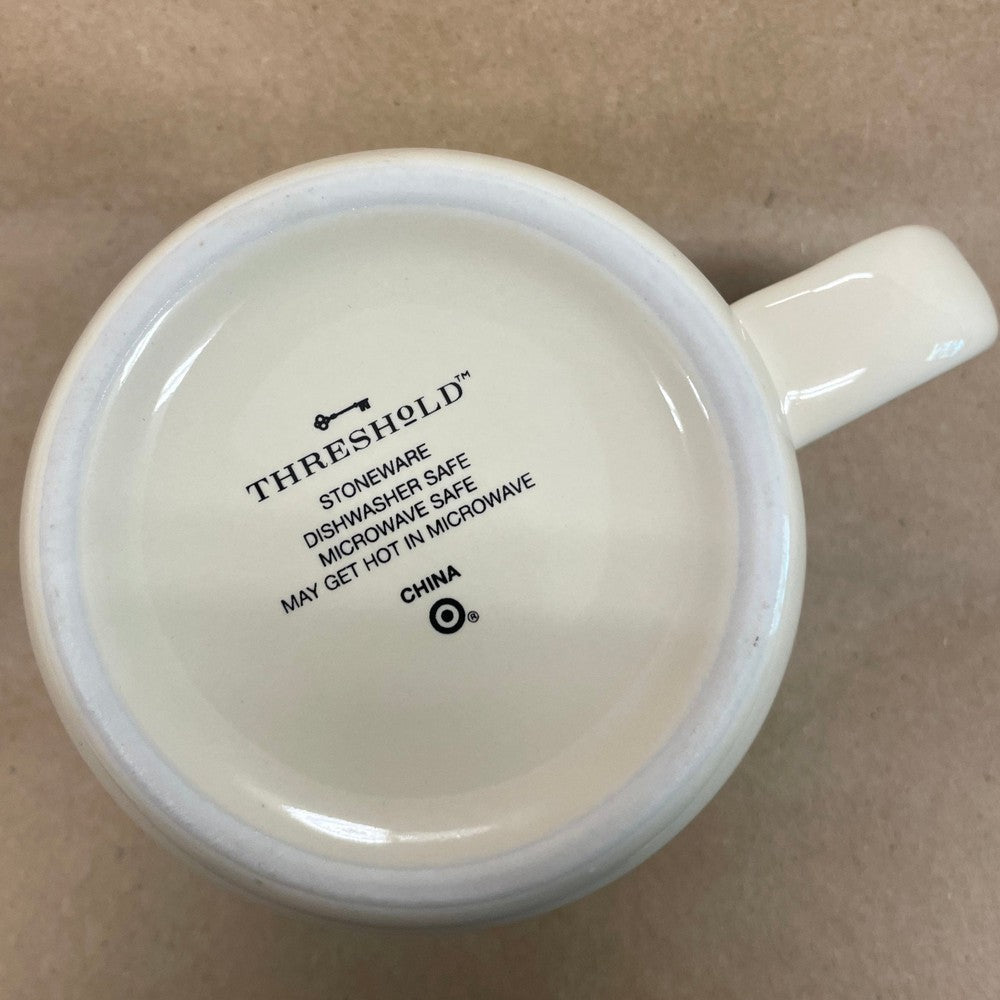 THRESHOLD™
STONEWARE
DISHWASHER SAFE
MICROWAVE SAFE
MAY GET HOT IN MICROWAVE
CHINA
®